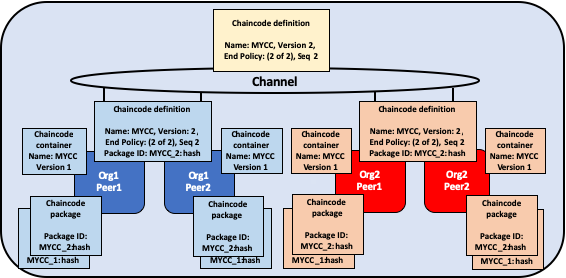 Chaincode definition
Name: MYCC, Version 2,
End Policy: (2 of 2), Seq 2
Channel
Chaincode definition
Name: MYCC, Version: 2,
End Policy: (2 of 2), Seq 2
Package ID: MYCC_2:hash
Chaincode definition
Name: MYCC, Version: 2,
End Policy: (2 of 2), Seq 2
Package ID: MYCC_2:hash
Chaincode
container
Name: MYCC
Version 1
Chaincode
container
Name: MYCC
Version 1
Chaincode
container
Name: MYCC
Version 1
Chaincode
container
Name: MYCC
Version 1
Org1
Peer1
Org1
Peer2
Org2
Peer1
Org2
Peer2
Chaincode
package
Package ID:
MYCC_2:hash
MYCC_1:hash
Chaincode
package
Package ID:
MYCC_2:hash
MYCC_1:hash
Chaincode
package
Package ID:
MYCC_2: hash
MYCC_1:hash
Chaincode
package
Package ID:
MYCC_2:hash
MYCC_1:hash